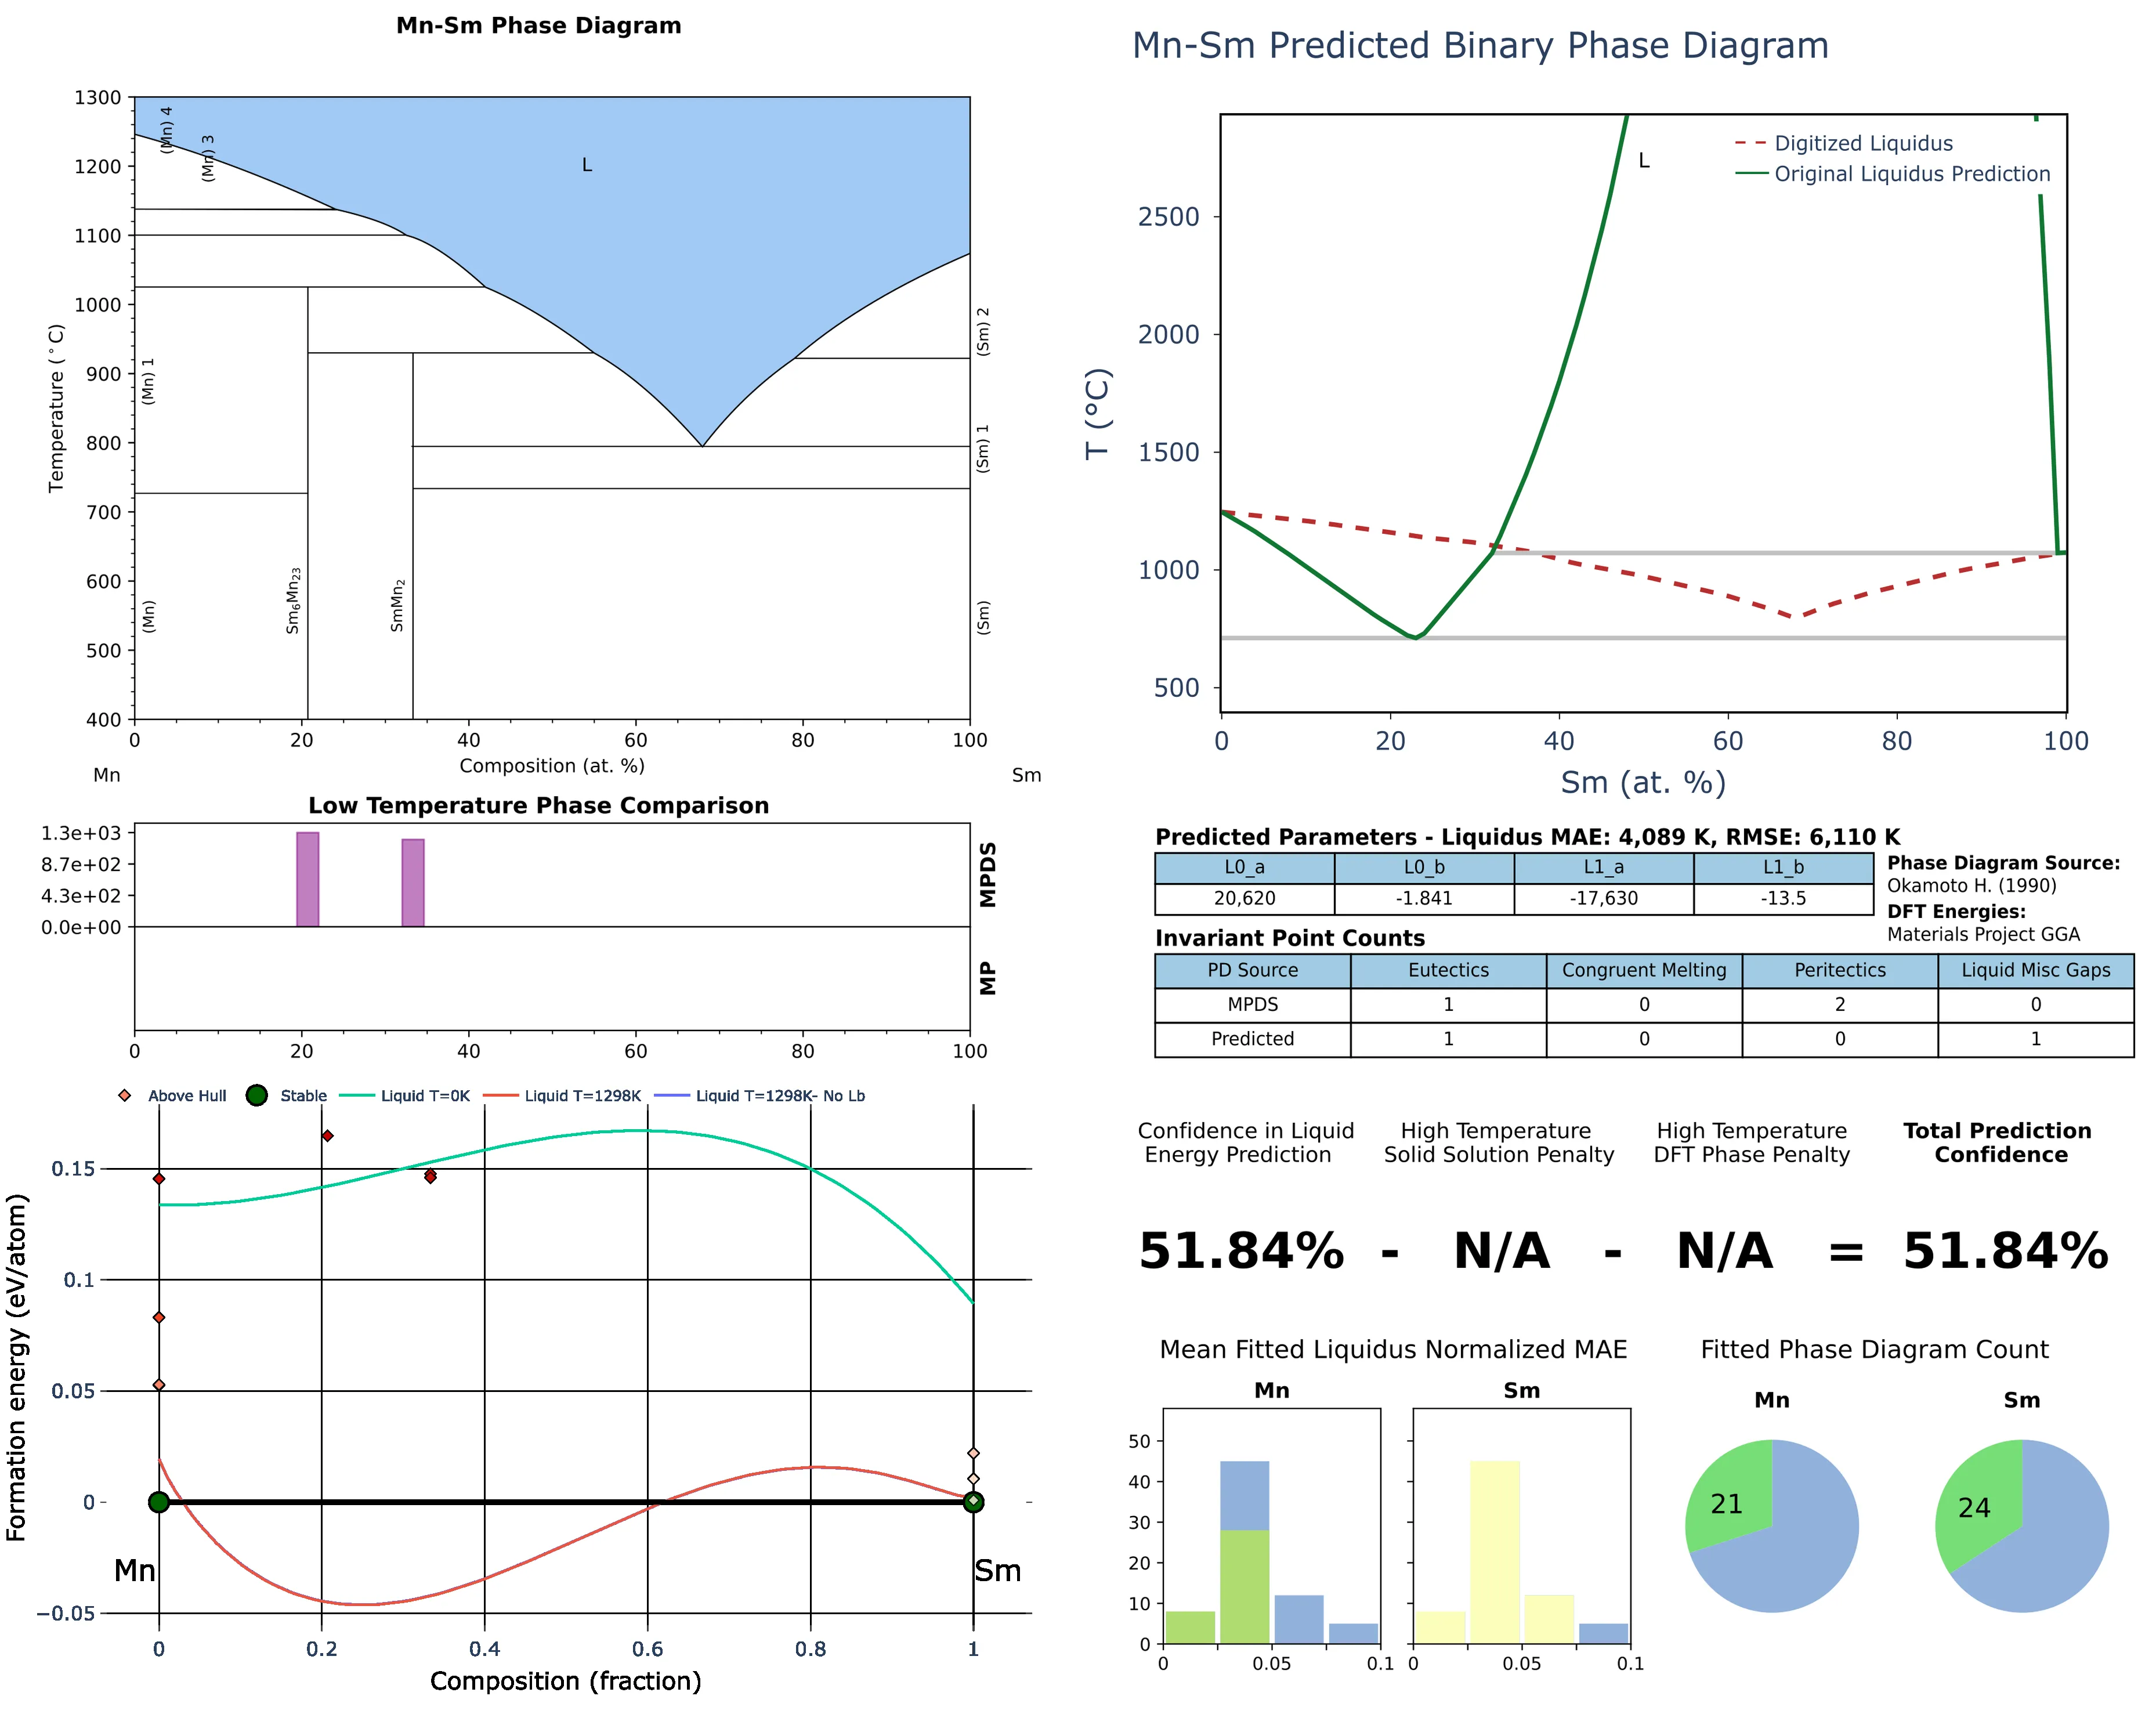 Mn-Sm Phase Diagram
1300
1200
1100
1000
900
800
700
600
500
400
Temperature (°C)
(Mn) 4
(Mn) 3
L
(Mn) 1
(Mn)
Sm6Mn23
SmMn2
(Sm) 2
(Sm) 1
(Sm)
0 20 40 60 80 100
Mn Composition (at. %) Sm
Low Temperature Phase Comparison
1.3e+03
8.7e+02
4.3e+02
0.0e+00
MPDS
MP
0 20 40 60 80 100
Above Hull Stable Liquid T=0K Liquid T=1298K Liquid T=1298K- No Lb
0.15
0.1
0.05
0
−0.05
Formation energy (eV/atom)
Mn Sm
0 0.2 0.4 0.6 0.8 1
Composition (fraction)
Mn-Sm Predicted Binary Phase Diagram
Digitized Liquidus
Original Liquidus Prediction
L
2500
2000
1500
1000
500
T (°C)
0 20 40 60 80 100
Sm (at. %)
Predicted Parameters - Liquidus MAE: 4,089 K, RMSE: 6,110 K
L0_a L0_b L1_a L1_b
20,620 -1.841 -17,630 -13.5
Phase Diagram Source:
Okamoto H. (1990)
DFT Energies:
Materials Project GGA
Invariant Point Counts
PD Source Eutectics Congruent Melting Peritectics Liquid Misc Gaps
MPDS 1 0 2 0
Predicted 1 0 0 1
Confidence in Liquid Energy Prediction
High Temperature Solid Solution Penalty
High Temperature DFT Phase Penalty
Total Prediction Confidence
51.84% - N/A - N/A = 51.84%
Mean Fitted Liquidus Normalized MAE
Mn Sm
50
40
30
20
10
0
0 0.05 0.1 0 0.05 0.1
Fitted Phase Diagram Count
Mn Sm
21 24